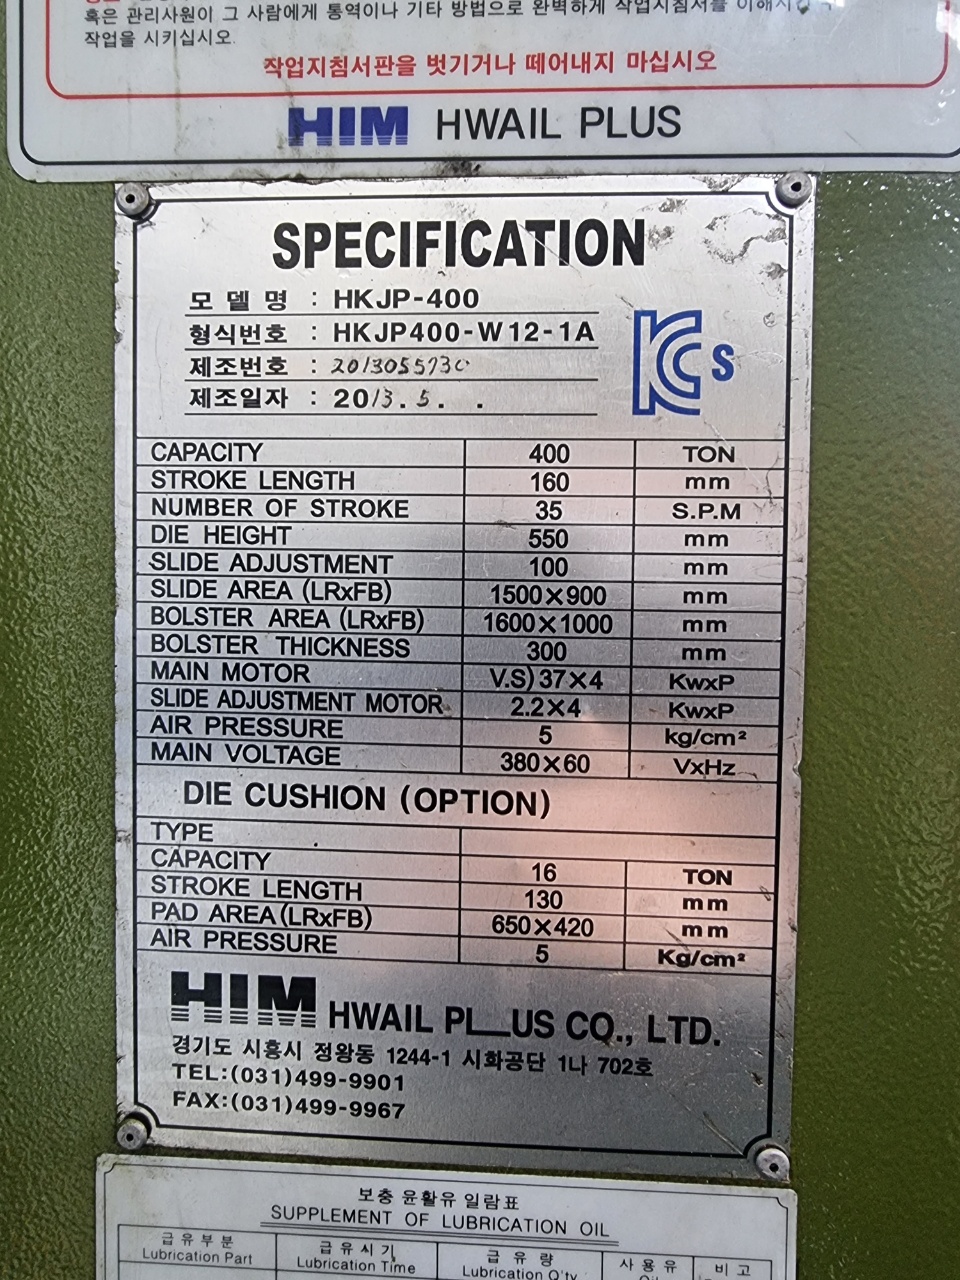 혹은 관리사원이 그 사람에게 통역이나 기타 방법으로 완벽하게 작업지침서를
작업을 시키십시오.
작업지침서판을 벗기거나 떼어내지 마십시오
HIM HWAIL PLUS
SPECIFICATION
모 델 명 : HKJP-400
형식번호 : HKJP400-W12-1A
제조번호 : 2013055730
제조일자 : 2013. 5. .
KCs
CAPACITY 400 TON
STROKE LENGTH 160 mm
NUMBER OF STROKE 35 S.P.M
DIE HEIGHT 550 mm
SLIDE ADJUSTMENT 100 mm
SLIDE AREA (LRxFB) 1500×900 mm
BOLSTER AREA (LRxFB) 1600×1000 mm
BOLSTER THICKNESS 300 mm
MAIN MOTOR V.S) 37×4 KwxP
SLIDE ADJUSTMENT MOTOR 2.2×4 KwxP
AIR PRESSURE 5 kg/cm²
MAIN VOLTAGE 380×60 VxHz
DIE CUSHION (OPTION)
TYPE
CAPACITY 16 TON
STROKE LENGTH 130 mm
PAD AREA(LRxFB) 650×420 mm
AIR PRESSURE 5 Kg/cm²
HIM HWAIL PLUS CO., LTD.
경기도 시흥시 정왕동 1244-1 시화공단 1나 702호
TEL:(031)499-9901
FAX:(031)499-9967
보충 윤활유 일람표
SUPPLEMENT OF LUBRICATION OIL
급유부분 급유시기 급유량 사용유 비고
Lubrication Part Lubrication Time Lubrication Q'ty